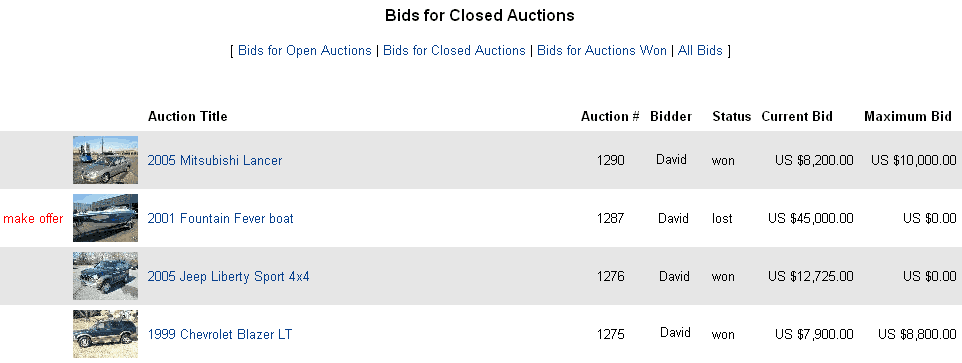 Bids for Closed Auctions
[ Bids for Open Auctions | Bids for Closed Auctions | Bids for Auctions Won | All Bids ]
Auction Title Auction # Bidder Status Current Bid Maximum Bid
2005 Mitsubishi Lancer 1290 David won US $8,200.00 US $10,000.00
make offer 2001 Fountain Fever boat 1287 David lost US $45,000.00 US $0.00
2005 Jeep Liberty Sport 4x4 1276 David won US $12,725.00 US $0.00
1999 Chevrolet Blazer LT 1275 David won US $7,900.00 US $8,800.00